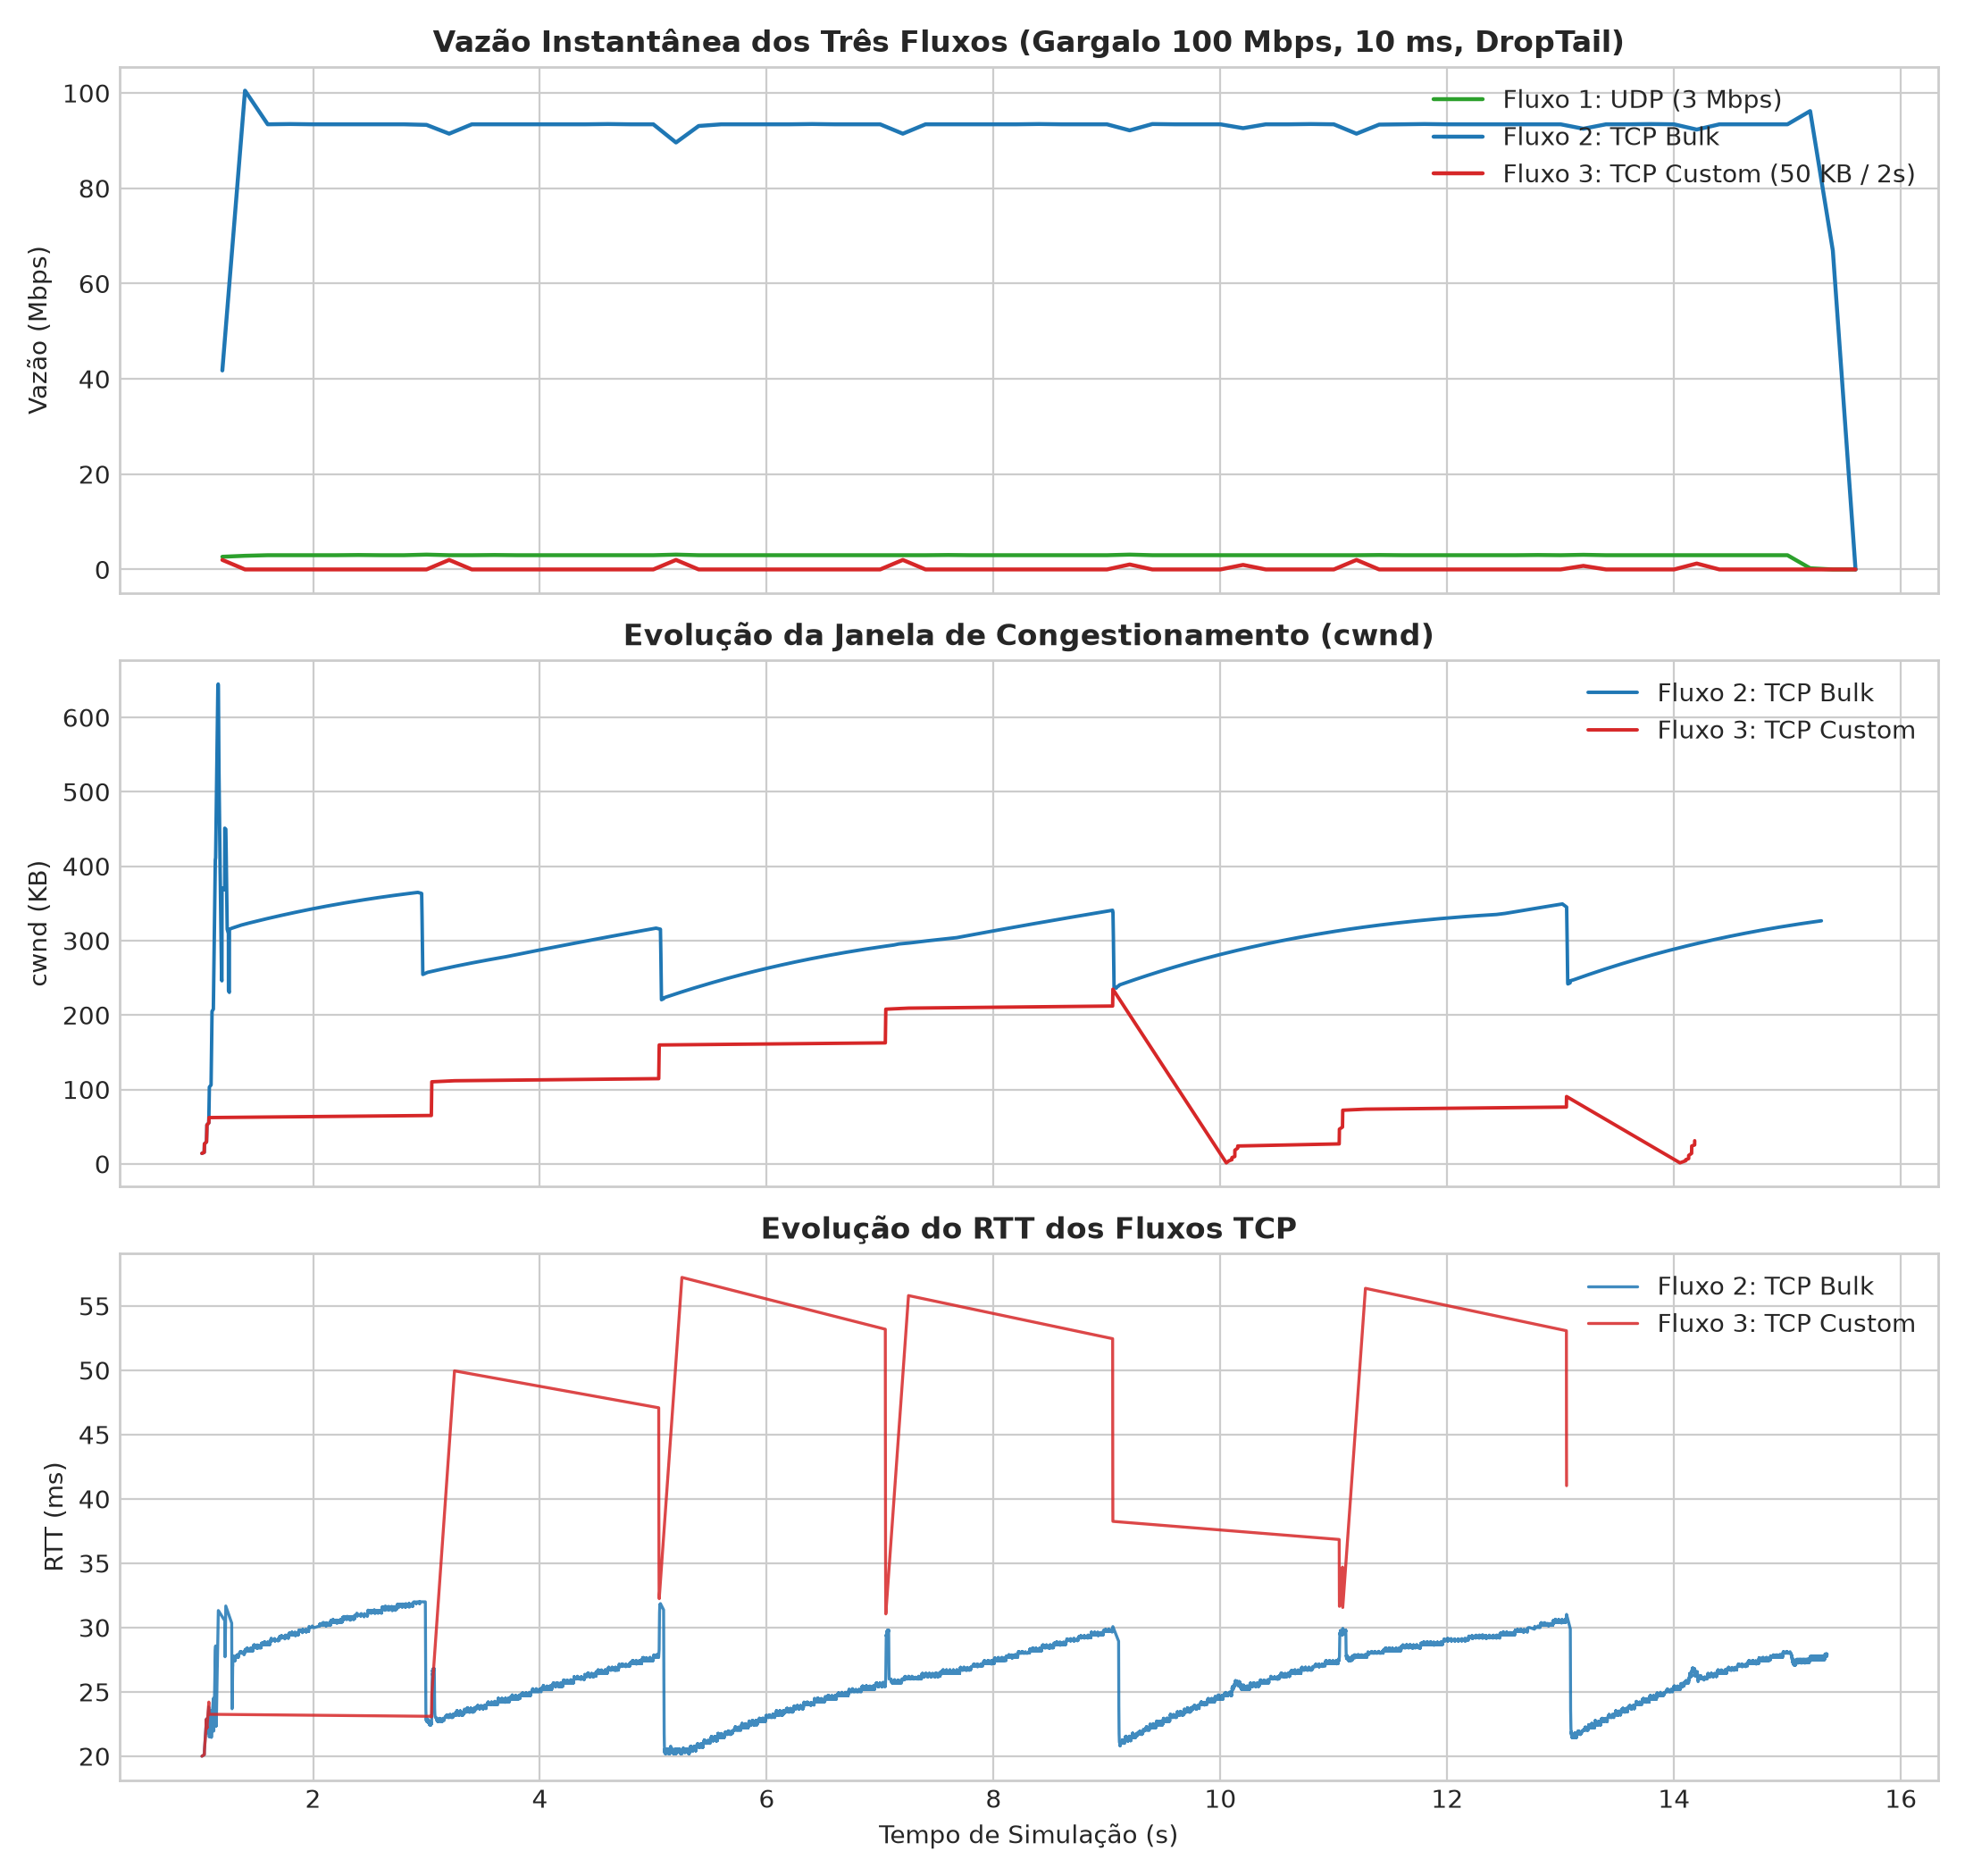 Vazão Instantânea dos Três Fluxos (Gargalo 100 Mbps, 10 ms, DropTail)
Vazão (Mbps)
100
80
60
40
20
0
Fluxo 1: UDP (3 Mbps)
Fluxo 2: TCP Bulk
Fluxo 3: TCP Custom (50 KB / 2s)
Evolução da Janela de Congestionamento (cwnd)
cwnd (KB)
600
500
400
300
200
100
0
Fluxo 2: TCP Bulk
Fluxo 3: TCP Custom
Evolução do RTT dos Fluxos TCP
RTT (ms)
55
50
45
40
35
30
25
20
Fluxo 2: TCP Bulk
Fluxo 3: TCP Custom
2 4 6 8 10 12 14 16
Tempo de Simulação (s)